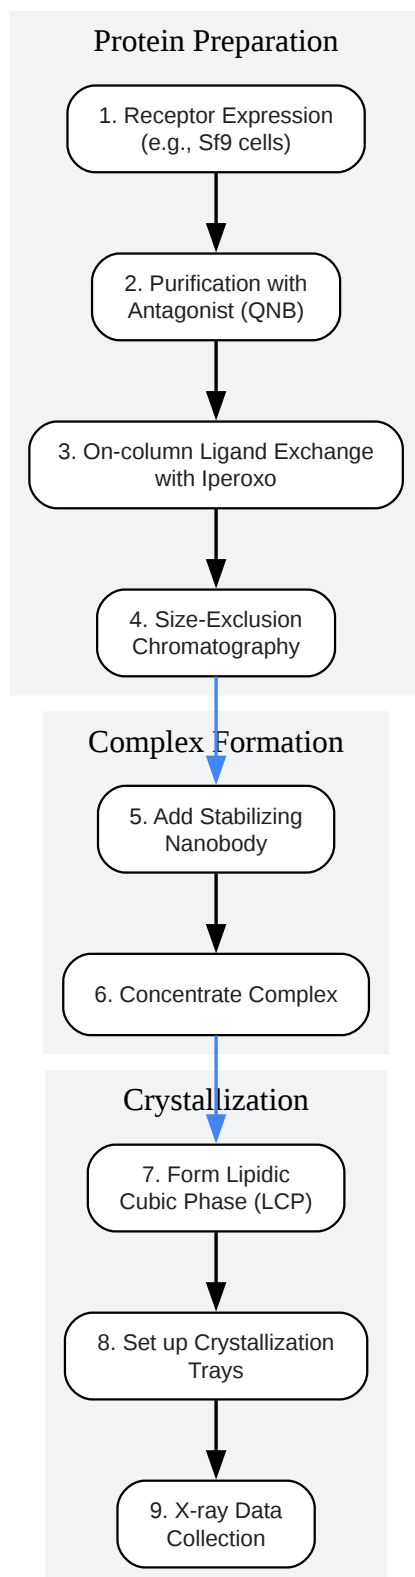 Protein Preparation
1. Receptor Expression
(e.g., Sf9 cells)
2. Purification with
Antagonist (QNB)
3. On-column Ligand Exchange
with Iperoxo
4. Size-Exclusion
Chromatography
Complex Formation
5. Add Stabilizing
Nanobody
6. Concentrate Complex
Crystallization
7. Form Lipidic
Cubic Phase (LCP)
8. Set up Crystallization
Trays
9. X-ray Data
Collection